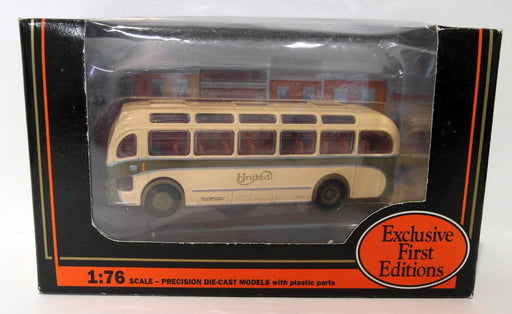 United
Exclusive
First
Editions
1:76 SCALE – PRECISION DIE-CAST MODELS with plastic parts